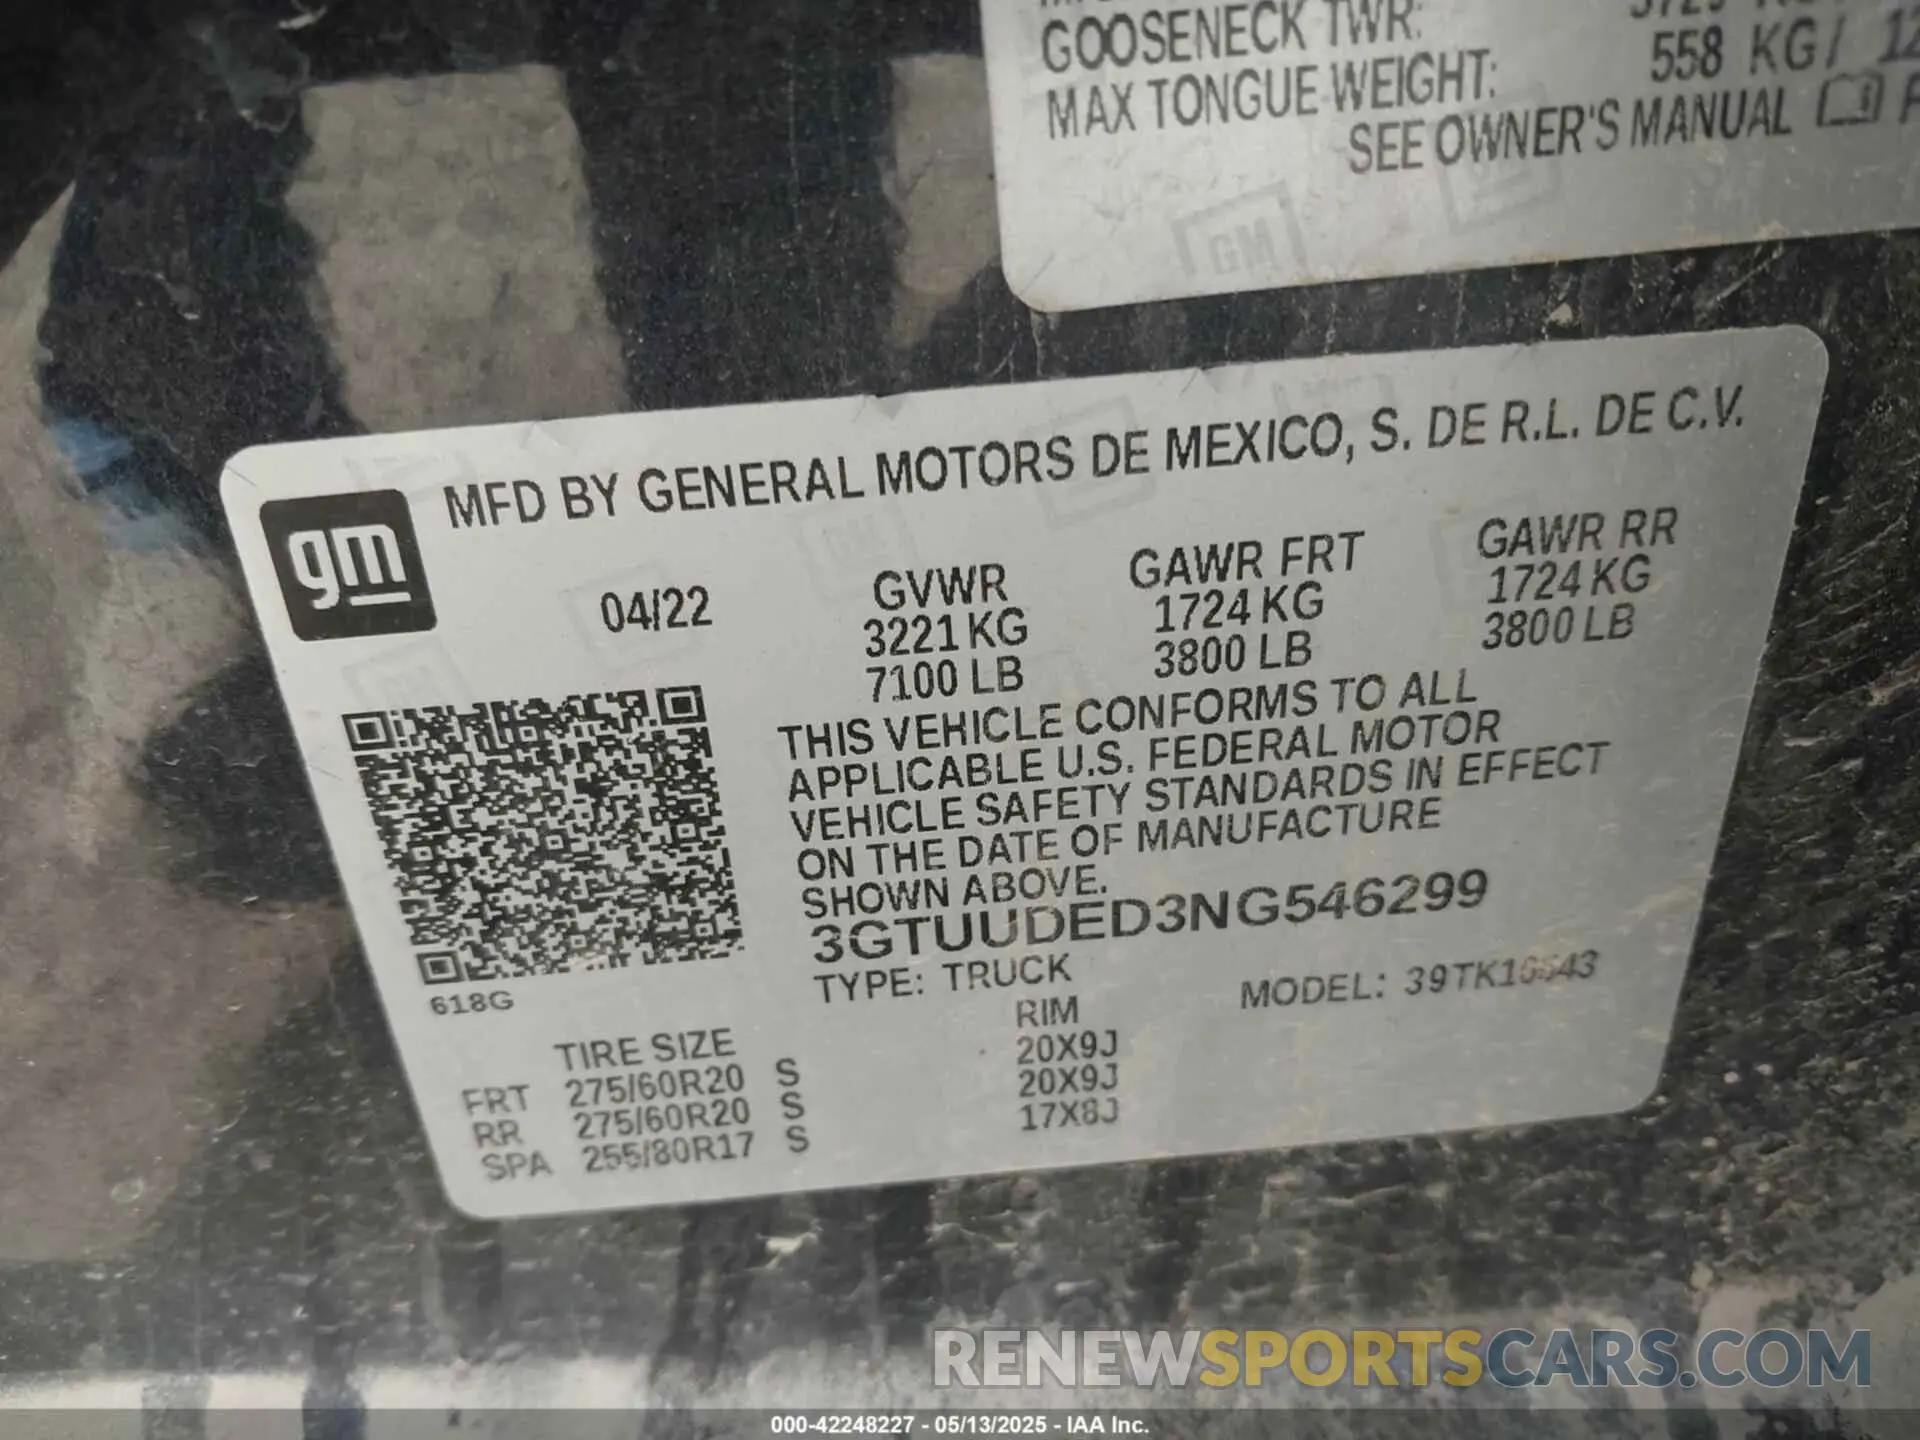 GOOSENECK TWR:
MAX TONGUE WEIGHT: 558 KG/
SEE OWNER'S MANUAL
GM
gm
MFD BY GENERAL MOTORS DE MEXICO, S. DE R.L. DE C.V.
04/22 GVWR GAWR FRT GAWR RR
3221 KG 1724 KG 1724 KG
7100 LB 3800 LB 3800 LB
THIS VEHICLE CONFORMS TO ALL
APPLICABLE U.S. FEDERAL MOTOR
VEHICLE SAFETY STANDARDS IN EFFECT
ON THE DATE OF MANUFACTURE
SHOWN ABOVE.
3GTUUDED3NG546299
TYPE: TRUCK MODEL: 39TK10543
618G
TIRE SIZE RIM
FRT 275/60R20 S 20X9J
RR 275/60R20 S 20X9J
SPA 255/80R17 S 17X8J
RENEWSPORTSCARS.COM
000-42248227 - 05/13/2025 - IAA Inc.